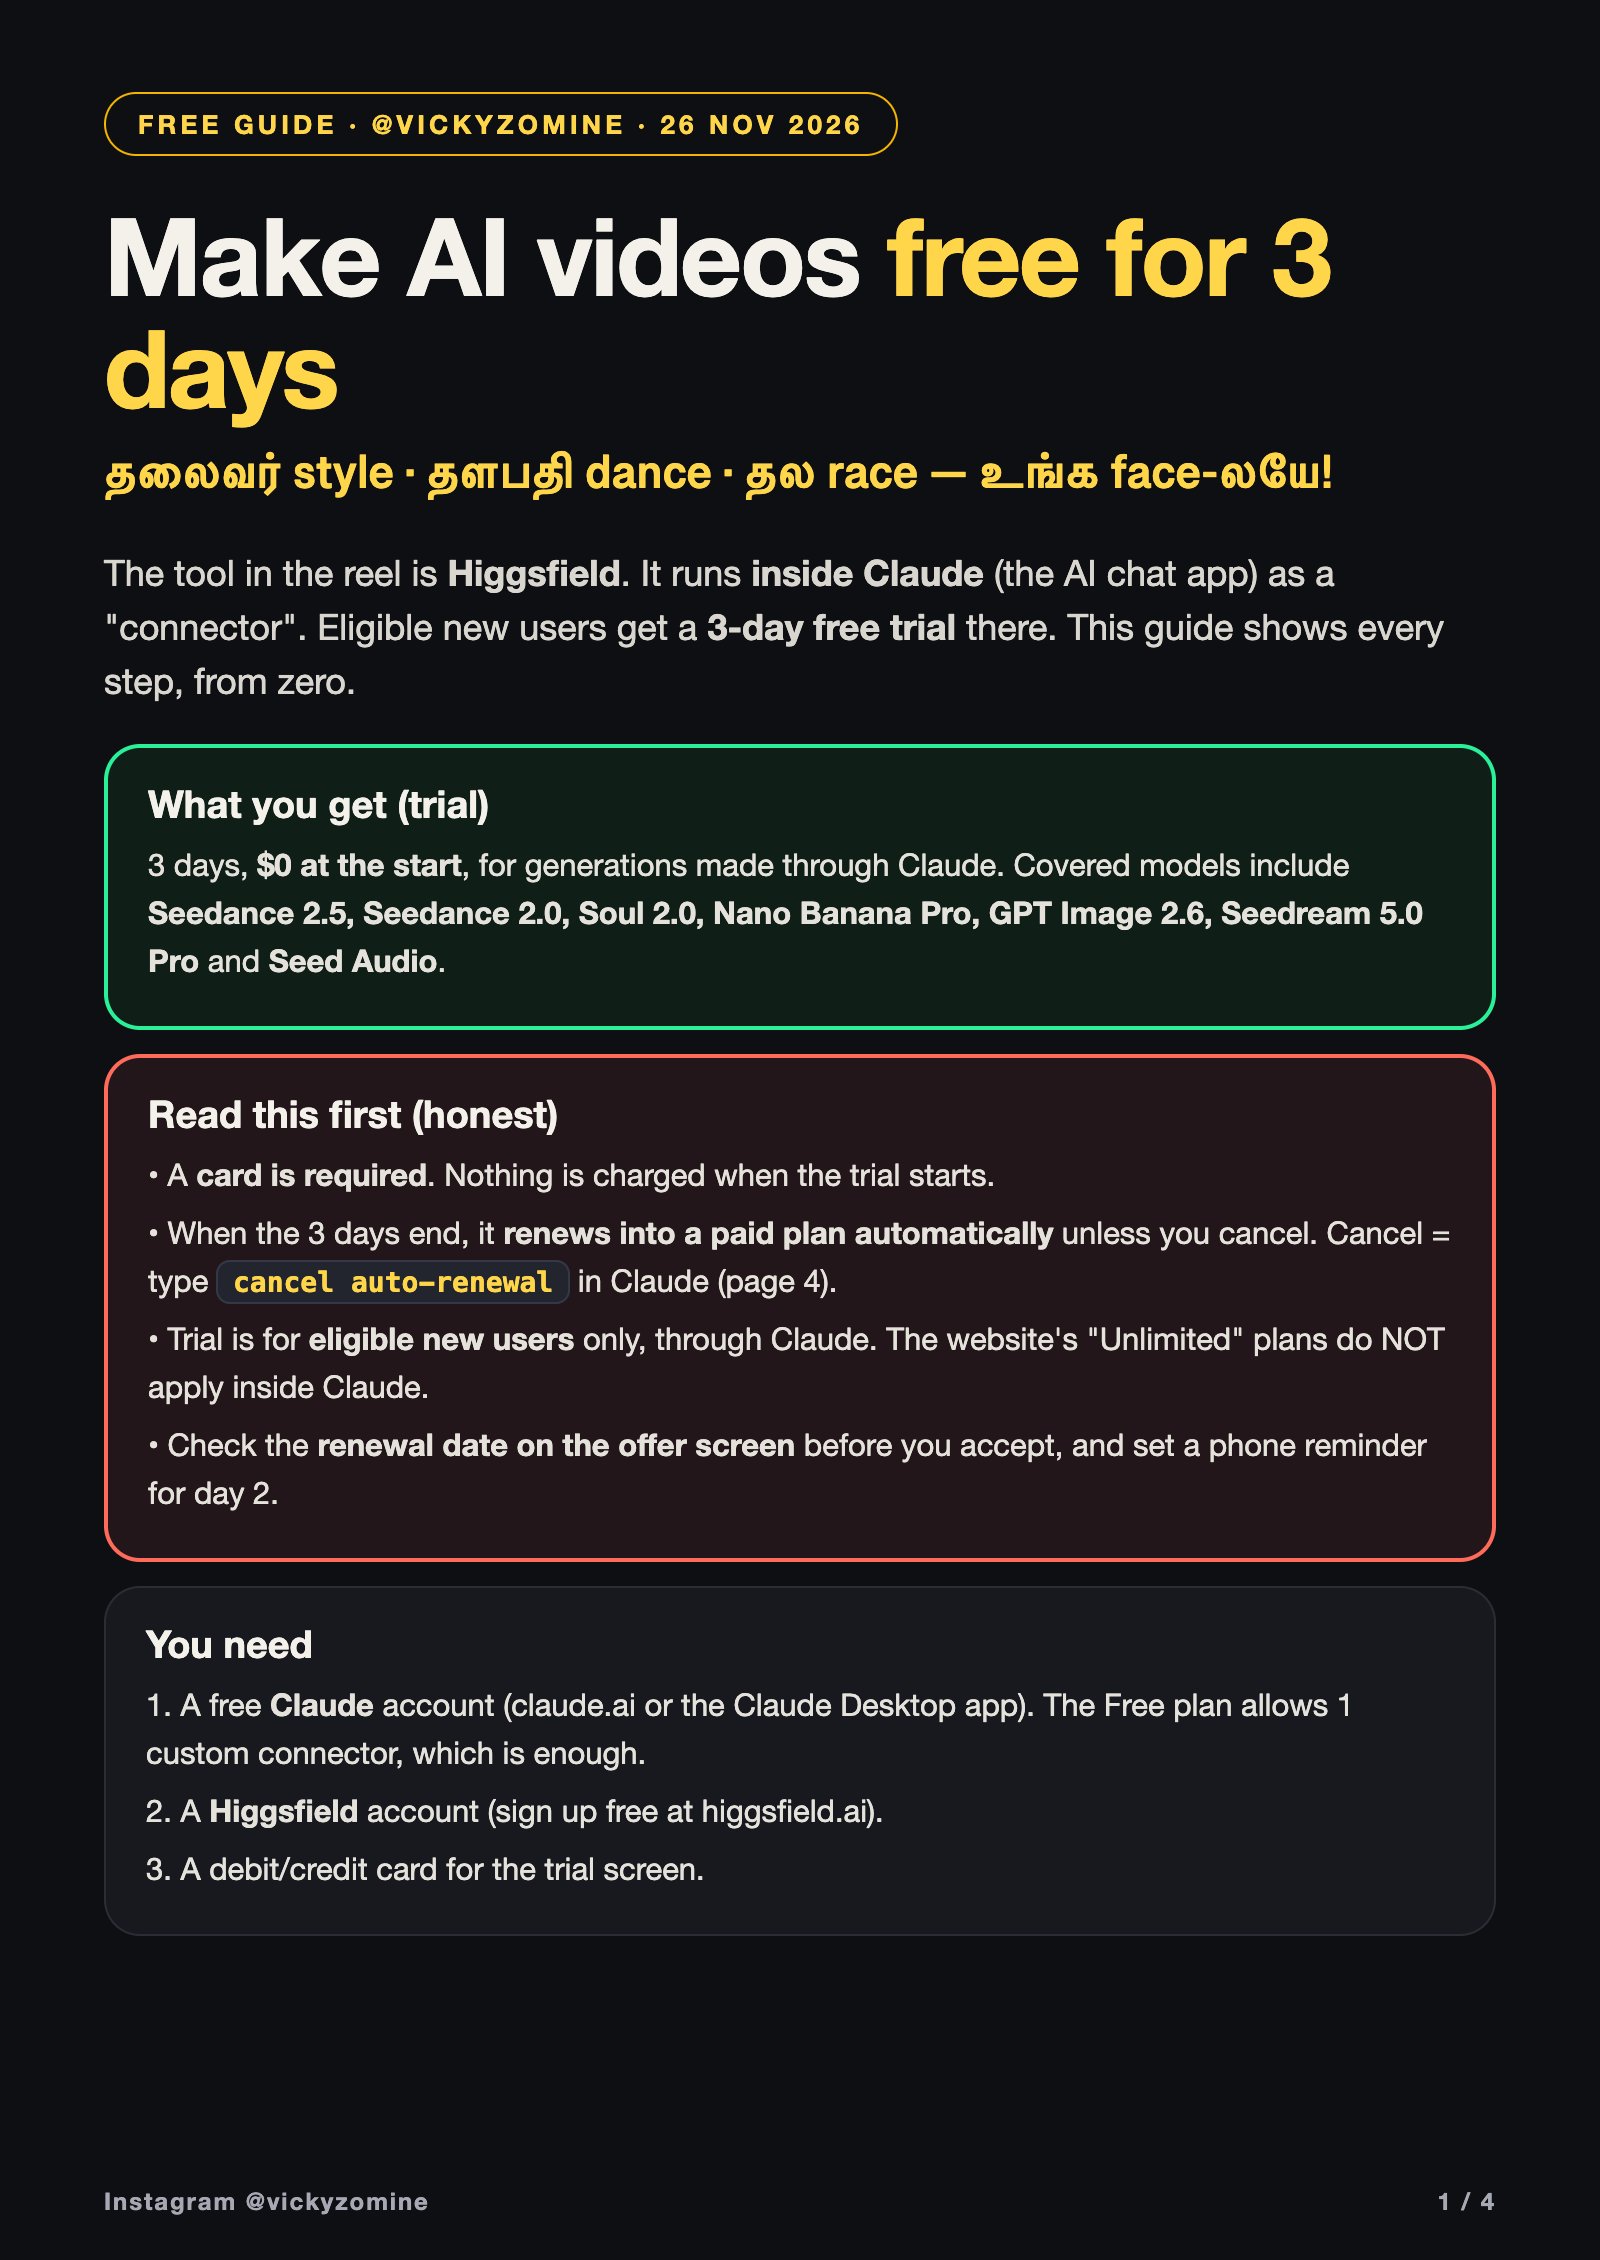 FREE GUIDE · @VICKYZOMINE · 26 NOV 2026
Make AI videos free for 3
days
தலைவர் style · தளபதி dance · தல race — உங்க face-லயே!
The tool in the reel is Higgsfield. It runs inside Claude (the AI chat app) as a
"connector". Eligible new users get a 3-day free trial there. This guide shows every
step, from zero.
What you get (trial)
3 days, $0 at the start, for generations made through Claude. Covered models include
Seedance 2.5, Seedance 2.0, Soul 2.0, Nano Banana Pro, GPT Image 2.6, Seedream 5.0
Pro and Seed Audio.
Read this first (honest)
• A card is required. Nothing is charged when the trial starts.
• When the 3 days end, it renews into a paid plan automatically unless you cancel. Cancel =
type cancel auto-renewal in Claude (page 4).
• Trial is for eligible new users only, through Claude. The website's "Unlimited" plans do NOT
apply inside Claude.
• Check the renewal date on the offer screen before you accept, and set a phone reminder
for day 2.
You need
1. A free Claude account (claude.ai or the Claude Desktop app). The Free plan allows 1
custom connector, which is enough.
2. A Higgsfield account (sign up free at higgsfield.ai).
3. A debit/credit card for the trial screen.
Instagram @vickyzomine
1 / 4